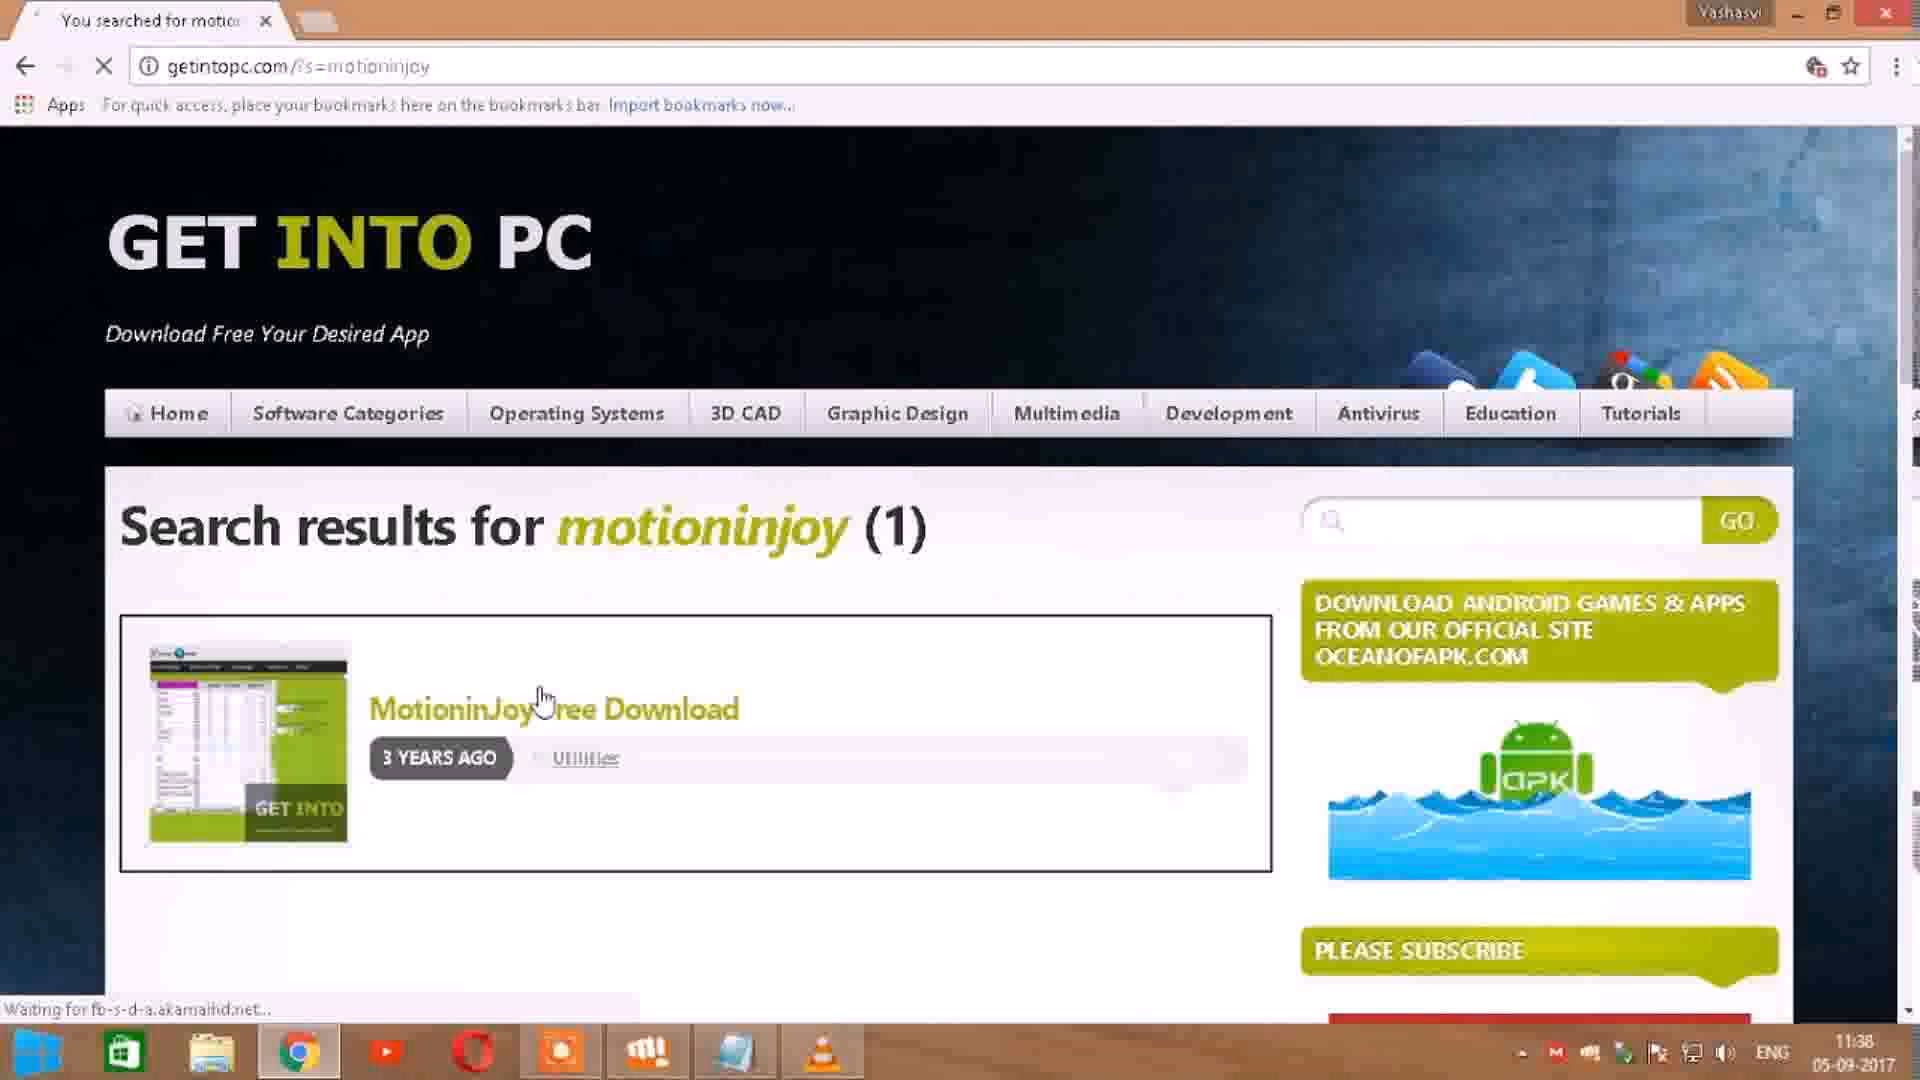 You searched for motio
Yashasvi
getintopc.com/?s=motioninjoy
Apps For quick access, place your bookmarks here on the bookmarks bar. Import bookmarks now...
GET INTO PC
Download Free Your Desired App
Home Software Categories Operating Systems 3D CAD Graphic Design Multimedia Development Antivirus Education Tutorials
Search results for motioninjoy (1)
GO
DOWNLOAD ANDROID GAMES & APPS
FROM OUR OFFICIAL SITE
OCEANOFAPK.COM
MotioninJoy Free Download
3 YEARS AGO
Utilities
GET INTO
APK
PLEASE SUBSCRIBE
Waiting for fb-s-d-a.akamaihd.net...
ENG
11:38
05-09-2017